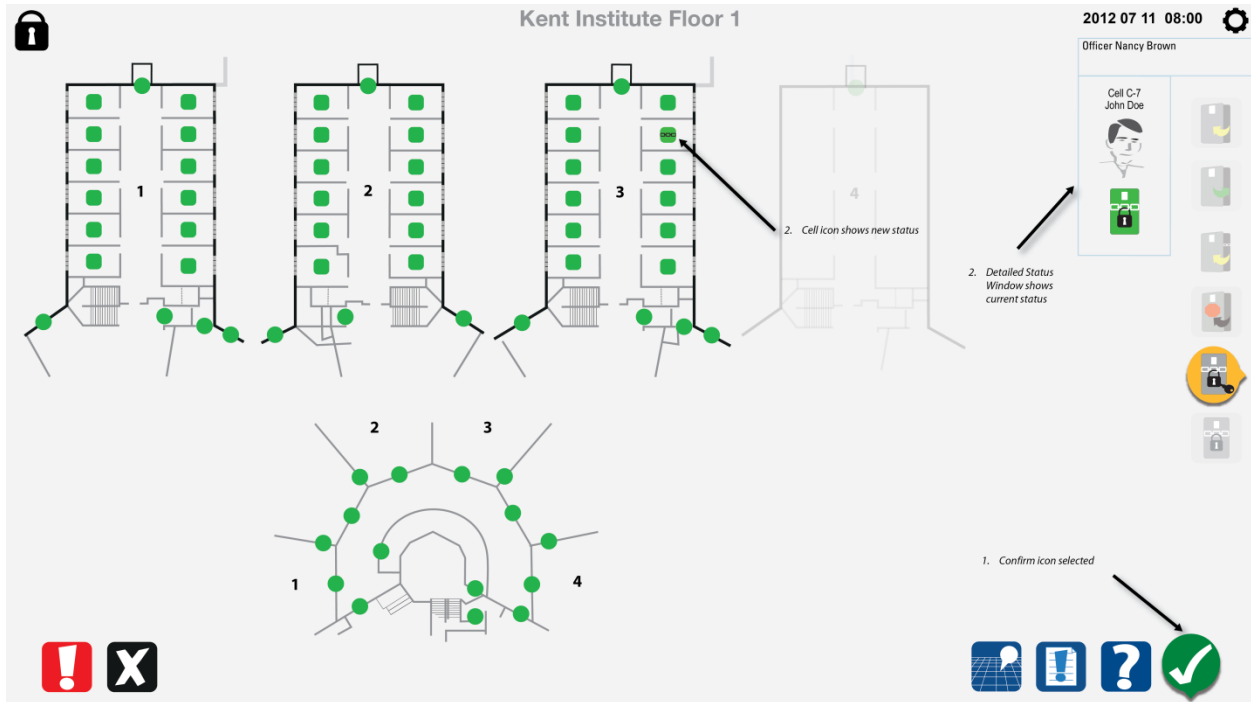 Kent Institute Floor 1
2012 07 11 08:00
Officer Nancy Brown
Cell C-7
John Doe
1
2
3
4
2. Cell icon shows new status
2. Detailed Status
Window shows
current status
2
3
1
4
1. Confirm icon selected